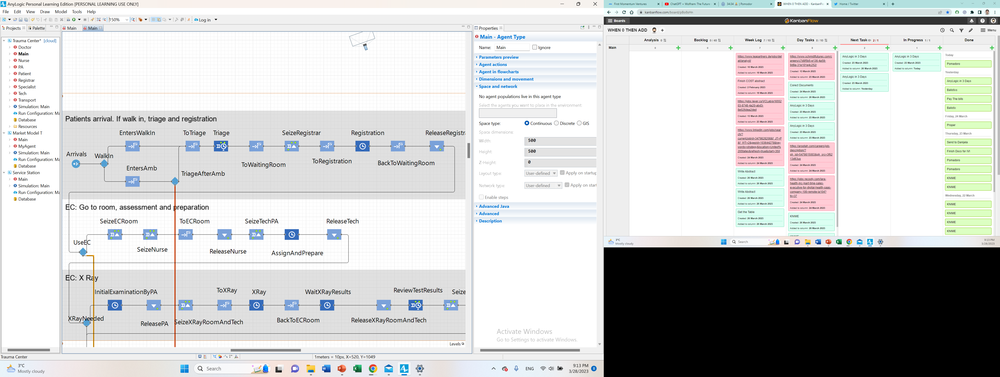 AnyLogic Personal Learning Edition [PERSONAL LEARNING USE ONLY]
File Edit View Draw Model Tools Help
150% Log in
Projects Palette
Trauma Center* [cloud]
Doctor
Main
Nurse
PA
Patient
Registrar
Specialist
Tech
Transport
Simulation: Main
Run Configuration: Ma
Database
Resources
Market Model T
Main
MyAgent
Simulation: Main
Run Configuration: Ma
Database
Service Station
Main
Simulation: Main
Run Configuration: Ma
Database
Main Main
Patients arrival. If walk in, triage and registration
EntersWalkIn ToTriage Triage SeizeRegistrar Registration ReleaseRegistra
Arrivals WalkIn
ToWaitingRoom ToRegistration BackToWaitingRoom
EntersAmb TriageAfterAmb
EC: Go to room, assessment and preparation
SeizeECRoom ToECRoom SeizeTechPA ReleaseTech
UseEC SeizeNurse ReleaseNurse AssignAndPrepare
EC: X Ray
InitialExaminationByPA ToXRay XRay WaitXRayResults ReviewTestResults Seize
XRayNeeded ReleasePA SeizeXRayRoomAndTech BackToECRoom ReleaseXRayRoomAndTech
Levels
Properties
Main - Agent Type
Name: Main Ignore
Parameters preview
Agent actions
Agent in flowcharts
Dimensions and movement
Space and network
No agent populations live in this agent type
Select the agents you want to place in the environment:
Space type: Continuous Discrete GIS
Space dimensions:
Width: 500
Height: 500
Z-Height: 0
Layout type: User-defined Apply on startup
Network type: User-defined Apply on start
Enable steps
Advanced Java
Advanced
Description
Activate Windows
Go to Settings to activate Windows.
Trauma Center 1meters = 10px, X=520, Y=1049
3°C
Mostly cloudy
Search
ENG
9:13 PM
3/28/2023
8
First Momentum Ventures ChatGPT + Wolfram: The Future 34:34 | Pomodor WHEN 0 THEN ADD - KanbanFlo Home / Twitter
kanbanflow.com/board/pBo8sHn
Boards KanbanFlow
WHEN 0 THEN ADD Menu
Analysis 0 Backlog 0 / 40 Week Log 7 / 10 Day Tasks 8 / 10 Next Task 2 / 1 In Progress 1 / 1 Done
Main 0 0 7 8 2 1
https://www.leapartners.de/jobs/det
ail/analyst/
Created: 10 March 2023
Added to column: 19 March 2023
Finish COST abstract
Created: 2 February 2023
Added to column: 19 March 2023
https://jobs.lever.co/VCLab/a16552
03-8748-4a20-abd3-
8e026dea2ded
Created: 13 March 2023
Added to column: 23 March 2023
https://www.linkedin.com/jobs/sear
ch/?
currentJobId=3479828208&f_JT=P
&f_WT=2&geoId=103644278&key
words=strategy&location=United%
20States&refresh=true&start=350
Created: 24 March 2023
Added to column: 24 March 2023
Write Abstract
Created: 26 March 2023
Added to column: 26 March 2023
Write Abstract
Created: 26 March 2023
Added to column: 26 March 2023
Get the Table
Created: 26 March 2023
Added to column: 26 March 2023
https://www.schmidtfutures.com/c
areers/c7d8f5b5-e136-4a59-
9d9a-31e101e4c252/
Created: 13 March 2023
Added to column: 23 March 2023
Corect Documents
Created: 24 March 2023
Added to column: 26 March 2023
AnyLogic in 3 Days
Created: 23 March 2023
Added to column: 23 March 2023
AnyLogic in 3 Days
Created: 23 March 2023
Added to column: 23 March 2023
https://arootah.com/careers/job-
description/?
gh_jid=5479815003&gh_src=3f62
13d63us
Created: 24 March 2023
Added to column: 24 March 2023
https://jobs.recooty.com/lara-
health-inc-/part-time-sales-
executive-for-digital-health-saas-
company-100-remote-la104?
tk=37
Created: 24 March 2023
Added to column: 24 March 2023
KNIME
Created: 26 March 2023
Added to column: 26 March 2023
AnyLogic in 3 Days
Created: 23 March 2023
Added to column: 26 March 2023
AnyLogic in 3 Days
Created: 23 March 2023
Added to column: Yesterday
AnyLogic in 3 Days
Created: 23 March 2023
Added to column: Today
Today
Pomadoro
Yesterday
AnyLogic in 3 Days
Balistixs
Pay The bills
Balistix
Friday, 24 March
Proper
Thursday, 23 March
Send to Danijela
Finish Docs for IVI
Pomadoro
Pomadoro
KNIME
KNIME
Wednesday, 22 March
KNIME
KNIME
KNIME
KNIME
3°C
Mostly cloudy
Search
9:13 PM
3/28/2023